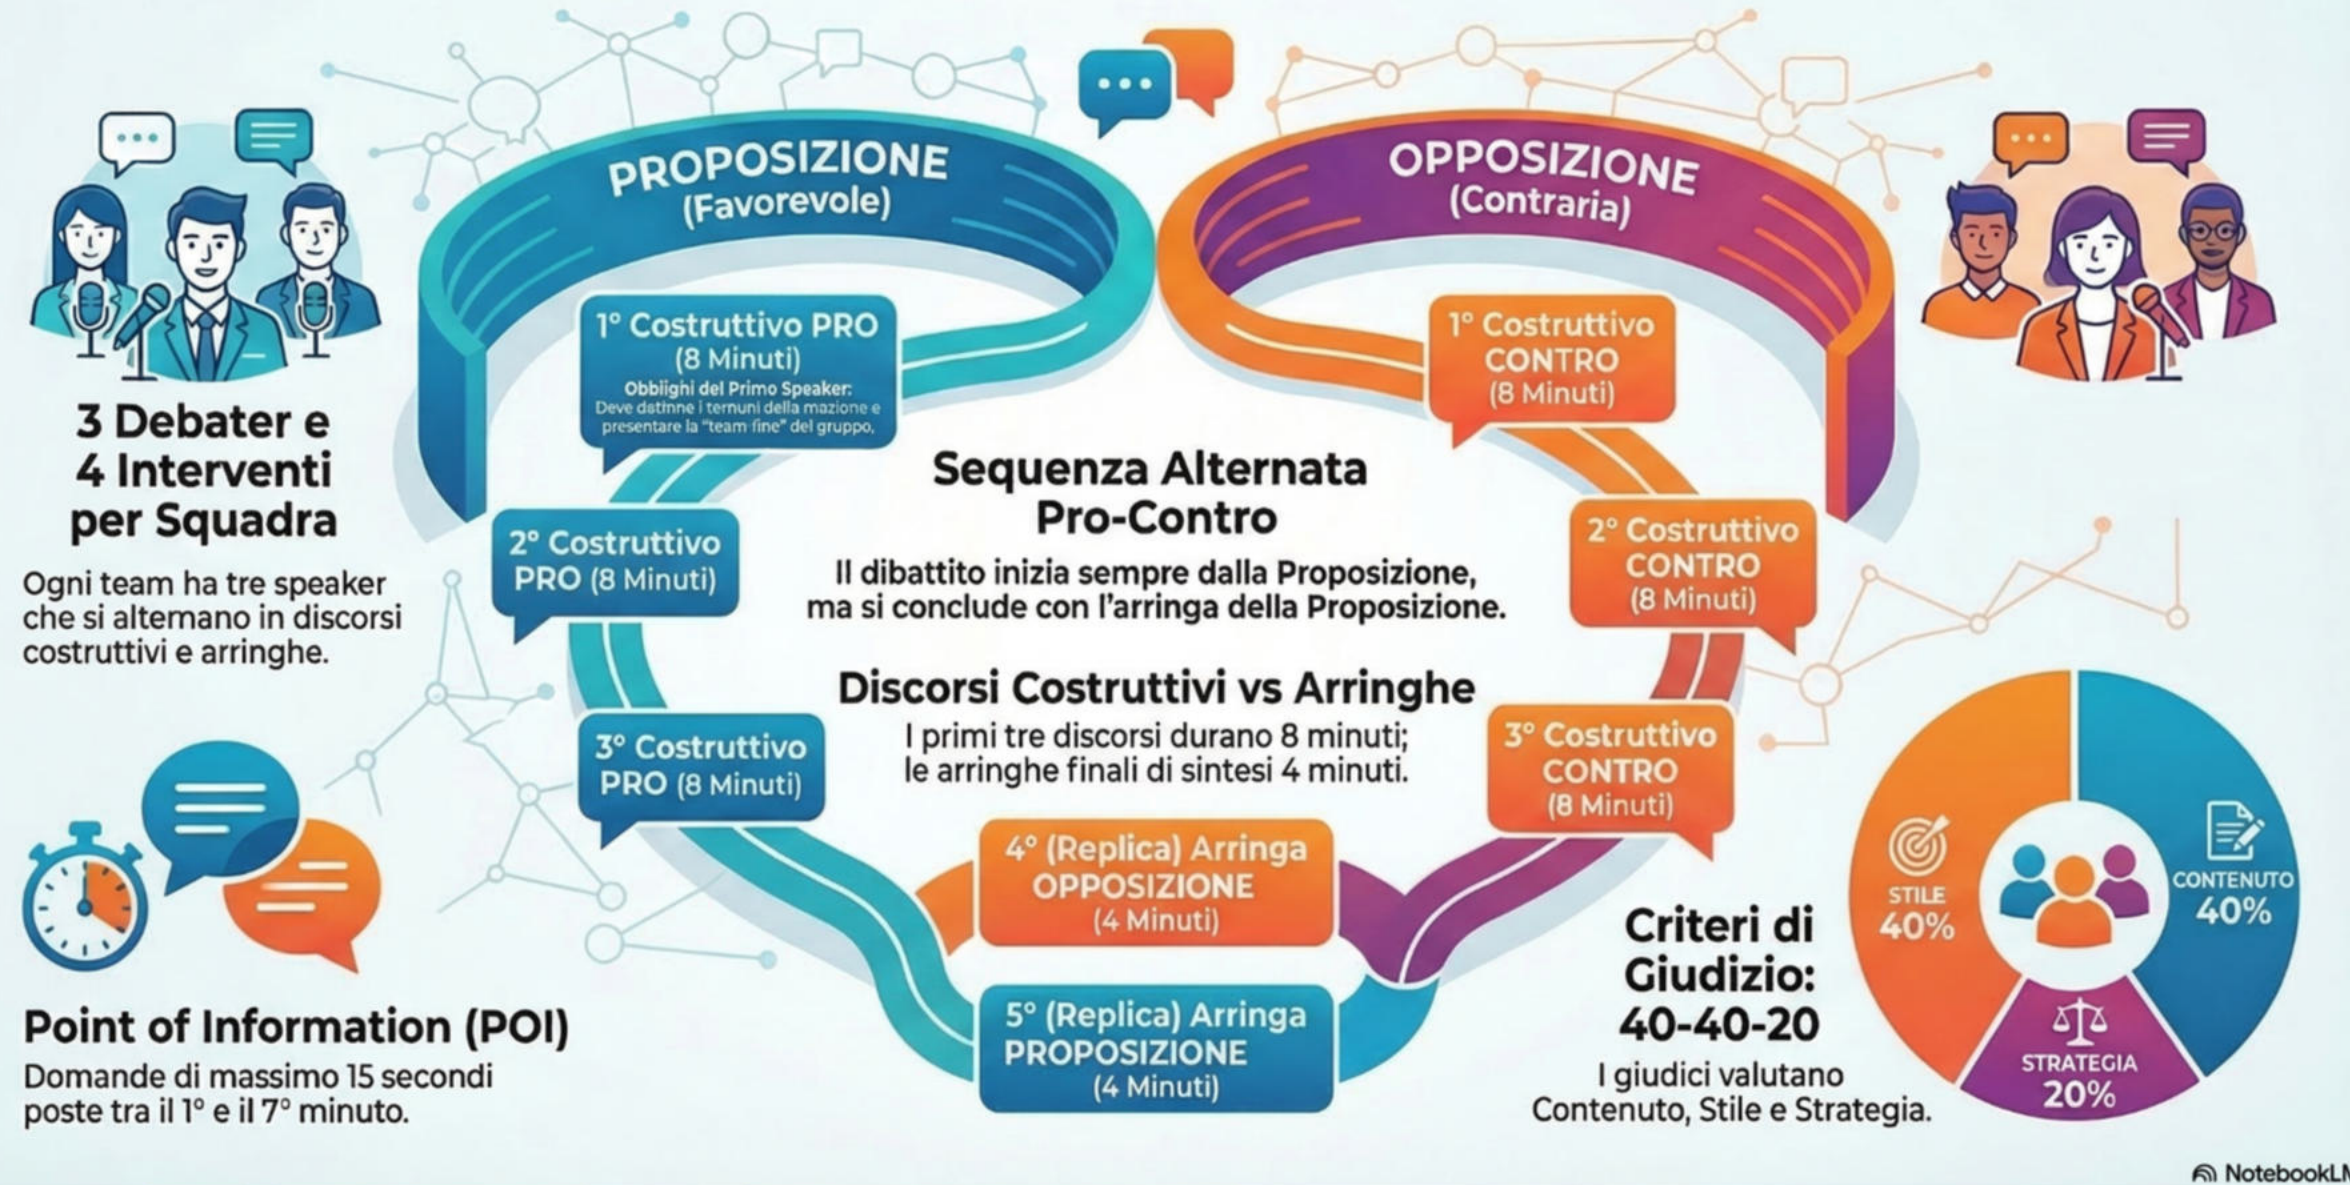 PROPOSIZIONE
(Favorevole)
OPPOSIZIONE
(Contraria)
3 Debater e
4 Interventi
per Squadra
Ogni team ha tre speaker
che si alternano in discorsi
costruttivi e arringhe.
Point of Information (POI)
Domande di massimo 15 secondi
poste tra il 1° e il 7° minuto.
1° Costruttivo PRO
(8 Minuti)
Obbiighi del Primo Speaker:
Deve datinne i ternuni della mazione e
presentare la "team fine" del gruppo.
2° Costruttivo
PRO (8 Minuti)
3° Costruttivo
PRO (8 Minuti)
Sequenza Alternata
Pro-Contro
Il dibattito inizia sempre dalla Proposizione,
ma si conclude con l'arringa della Proposizione.
Discorsi Costruttivi vs Arringhe
I primi tre discorsi durano 8 minuti;
le arringhe finali di sintesi 4 minuti.
1° Costruttivo
CONTRO
(8 Minuti)
2° Costruttivo
CONTRO
(8 Minuti)
3° Costruttivo
CONTRO
(8 Minuti)
4° (Replica) Arringa
OPPOSIZIONE
(4 Minuti)
5° (Replica) Arringa
PROPOSIZIONE
(4 Minuti)
Criteri di
Giudizio:
40-40-20
I giudici valutano
Contenuto, Stile e Strategia.
STILE
40%
CONTENUTO
40%
STRATEGIA
20%
NotebookLM